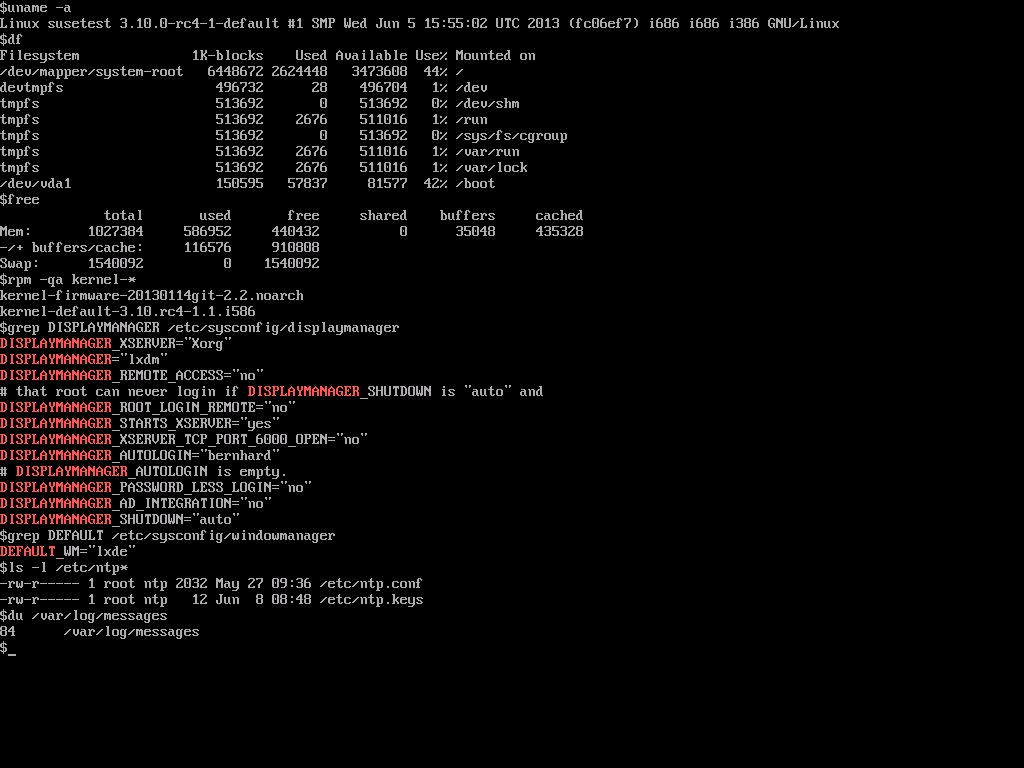 $uname -a
Linux susetest 3.10.0-rc4-1-default #1 SMP Wed Jun 5 15:55:02 UTC 2013 (fc06ef7) i686 i686 i386 GNU/Linux
$df
Filesystem              1K-blocks    Used Available Use% Mounted on
/dev/mapper/system-root   6448672 2624448   3473608  44% /
devtmpfs                   496732      28    496704   1% /dev
tmpfs                      513692       0    513692   0% /dev/shm
tmpfs                      513692    2676    511016   1% /run
tmpfs                      513692       0    513692   0% /sys/fs/cgroup
tmpfs                      513692    2676    511016   1% /var/run
tmpfs                      513692    2676    511016   1% /var/lock
/dev/vda1                  150595   57837     81577  42% /boot
$free
             total       used       free     shared    buffers     cached
Mem:       1027384     586952     440432          0      35048     435328
-/+ buffers/cache:     116576     910808
Swap:      1540092          0    1540092
$rpm -qa kernel-*
kernel-firmware-20130114git-2.2.noarch
kernel-default-3.10.rc4-1.1.i586
$grep DISPLAYMANAGER /etc/sysconfig/displaymanager
DISPLAYMANAGER_XSERVER="Xorg"
DISPLAYMANAGER="lxdm"
DISPLAYMANAGER_REMOTE_ACCESS="no"
# that root can never login if DISPLAYMANAGER_SHUTDOWN is "auto" and
DISPLAYMANAGER_ROOT_LOGIN_REMOTE="no"
DISPLAYMANAGER_STARTS_XSERVER="yes"
DISPLAYMANAGER_XSERVER_TCP_PORT_6000_OPEN="no"
DISPLAYMANAGER_AUTOLOGIN="bernhard"
# DISPLAYMANAGER_AUTOLOGIN is empty.
DISPLAYMANAGER_PASSWORD_LESS_LOGIN="no"
DISPLAYMANAGER_AD_INTEGRATION="no"
DISPLAYMANAGER_SHUTDOWN="auto"
$grep DEFAULT /etc/sysconfig/windowmanager
DEFAULT_WM="lxde"
$ls -l /etc/ntp*
-rw-r----- 1 root ntp 2032 May 27 09:36 /etc/ntp.conf
-rw-r----- 1 root ntp   12 Jun  8 08:48 /etc/ntp.keys
$du /var/log/messages
84      /var/log/messages
$_